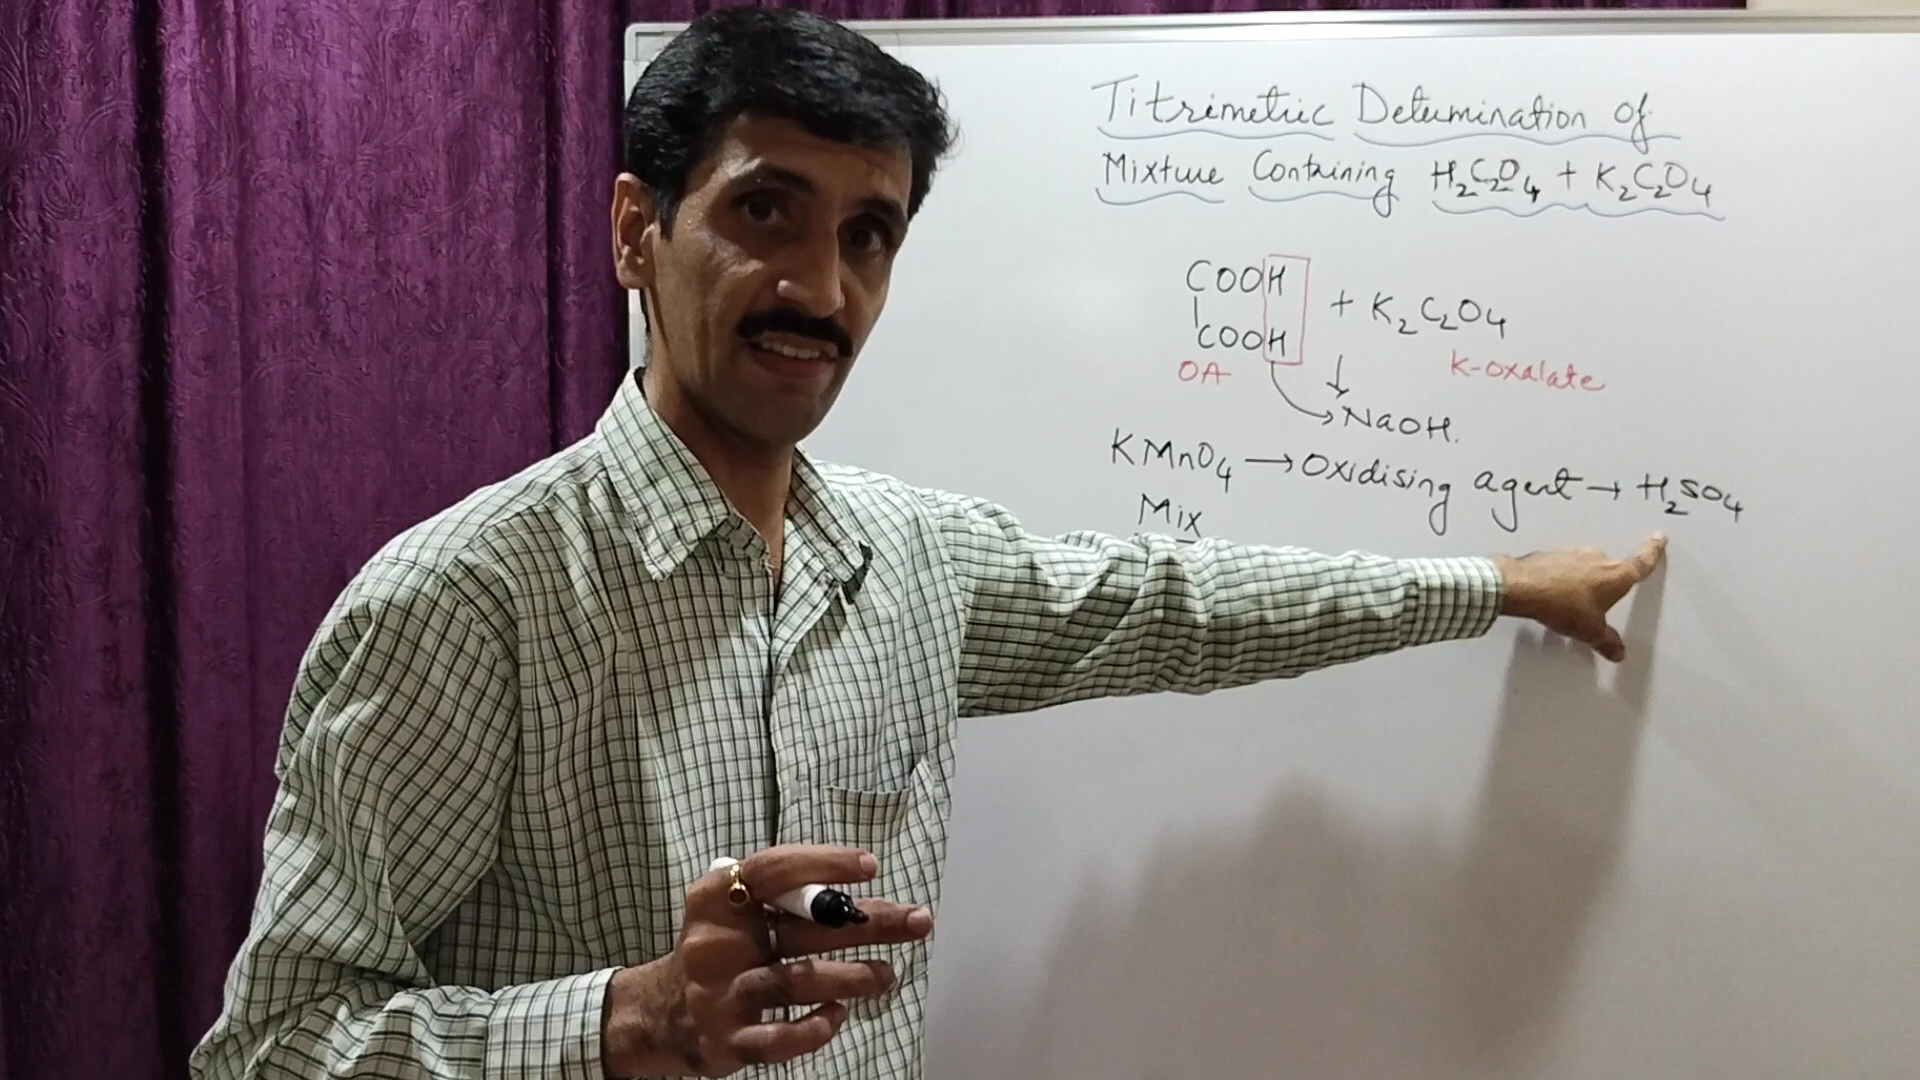 Titrimetric Determination of
Mixture Containing H₂C₂O₄ + K₂C₂O₄
COOH
+ K₂C₂O₄
COOH
OA
K-oxalate
NaOH.
KMnO₄ → Oxidising agent → H₂SO₄
Mix